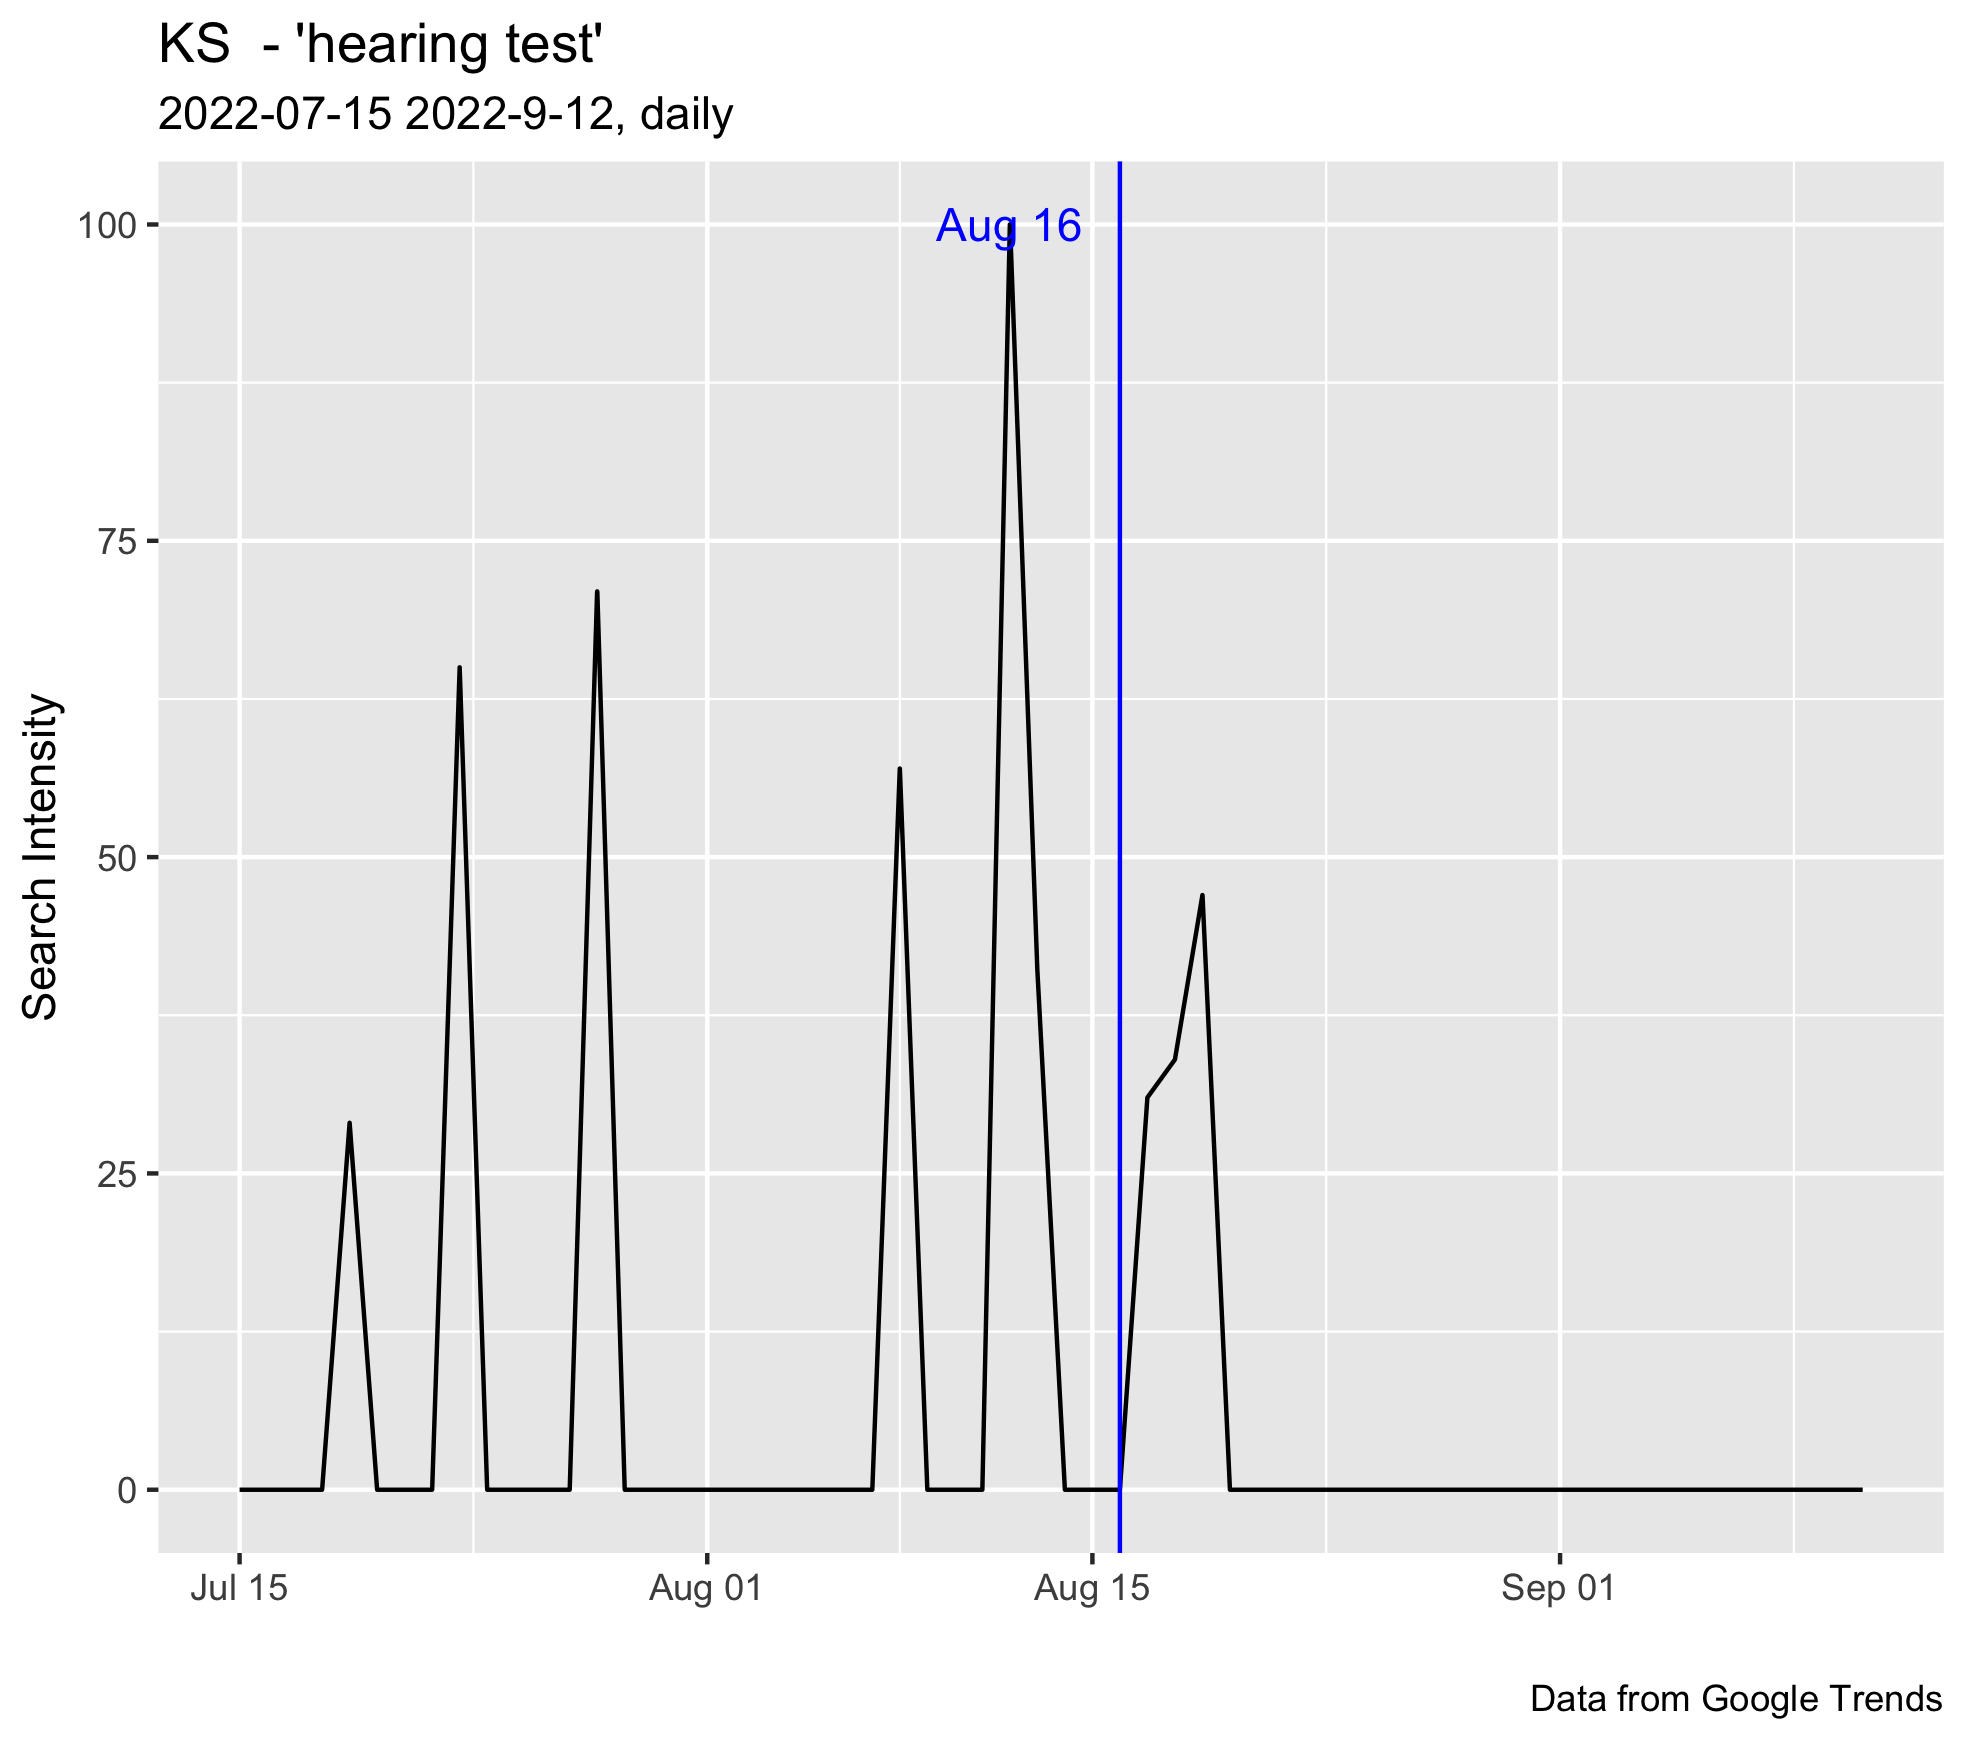 KS  - 'hearing test'
2022-07-15 2022-9-12, daily
Aug 16
100
75
50
25
0
Search Intensity
Jul 15
Aug 01
Aug 15
Sep 01
Data from Google Trends